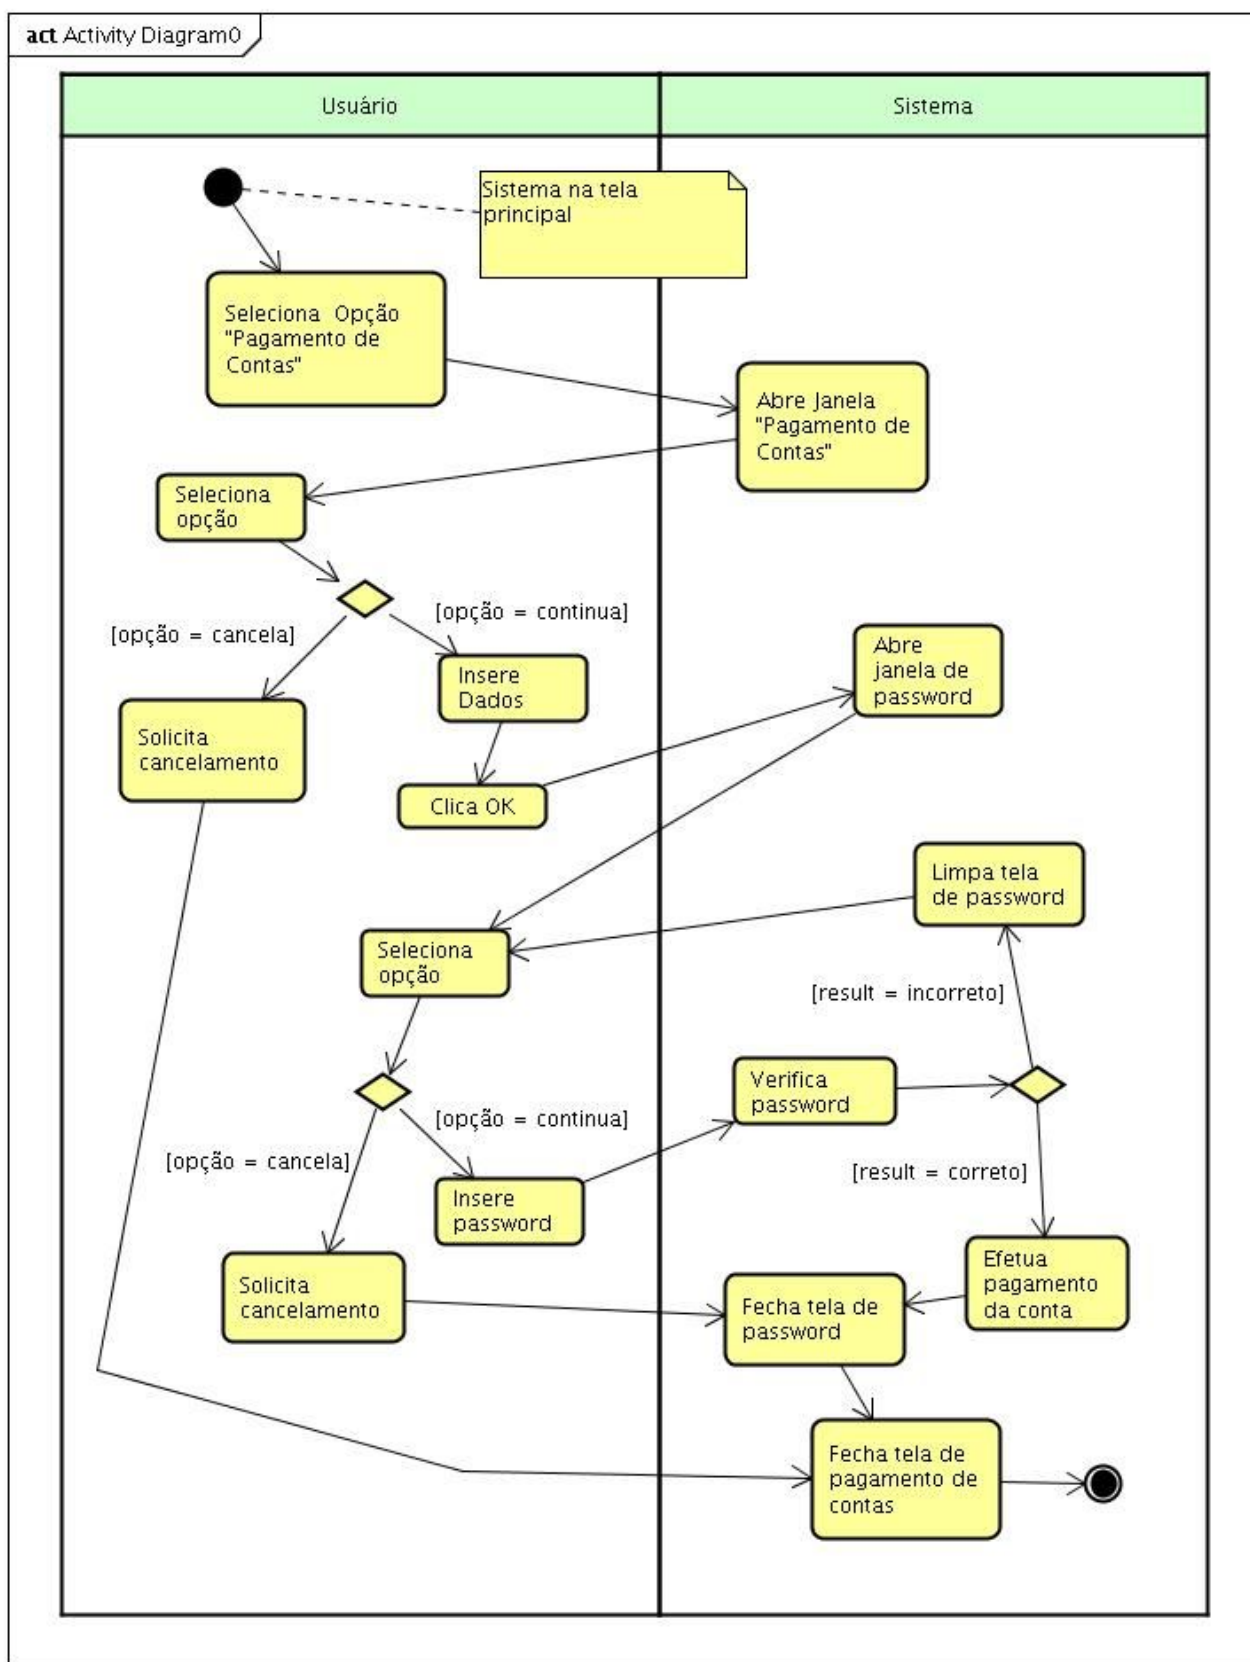 act Activity Diagram0
Usuário
Sistema
Sistema na tela
principal
Seleciona Opção
"Pagamento de
Contas"
Abre Janela
"Pagamento de
Contas"
Seleciona
opção
[opção = continua]
[opção = cancela]
Insere
Dados
Abre
janela de
password
Solicita
cancelamento
Clica OK
Limpa tela
de password
Seleciona
opção
[result = incorreto]
Verifica
password
[opção = continua]
[opção = cancela]
[result = correto]
Insere
password
Solicita
cancelamento
Fecha tela de
password
Efetua
pagamento
da conta
Fecha tela de
pagamento de
contas